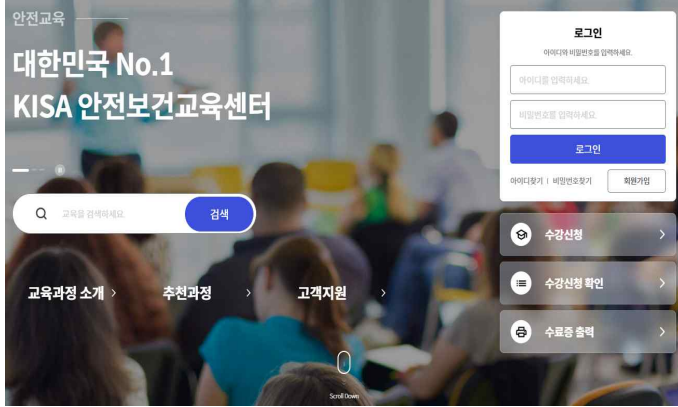 안전교육
대한민국 No.1
KISA 안전보건교육센터
교육을 검색하세요.
검색
교육과정 소개
추천과정
고객지원
Scroll Down
로그인
아이디와 비밀번호를 입력하세요.
아이디를 입력하세요.
비밀번호를 입력하세요.
로그인
아이디찾기 | 비밀번호찾기
회원가입
수강신청
수강신청 확인
수료증 출력